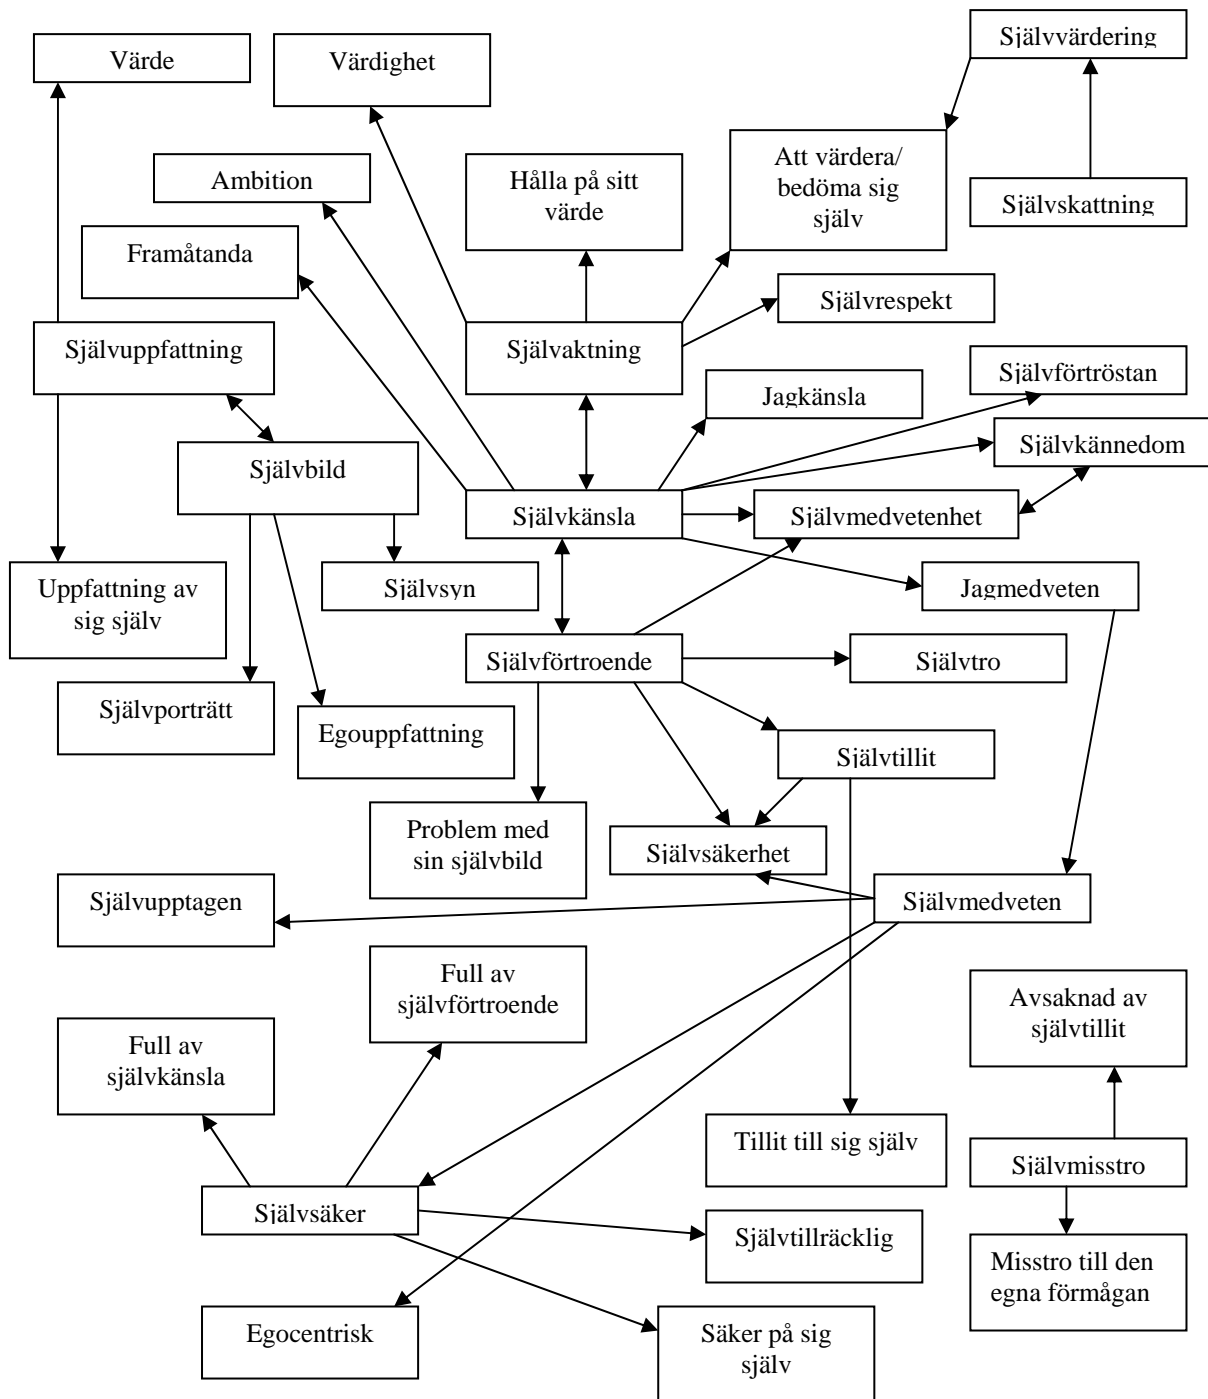 Självvärdering
Värde
Värdighet
Att värdera/
bedöma sig
själv
Ambition
Hålla på sitt
värde
Självskattning
Framåtanda
Självrespekt
Självuppfattning
Självaktning
Självförtröstan
Jagkänsla
Självkännedom
Självbild
Självkänsla
Självmedvetenhet
Uppfattning av
sig själv
Självsyn
Jagmedveten
Självförtroende
Självtro
Självporträtt
Egouppfattning
Självtillit
Problem med
sin självbild
Självsäkerhet
Självupptagen
Självmedveten
Full av
självförtroende
Avsaknad av
självtillit
Full av
självkänsla
Tillit till sig själv
Självmisstro
Självsäker
Självtillräcklig
Misstro till den
egna förmågan
Egocentrisk
Säker på sig
själv